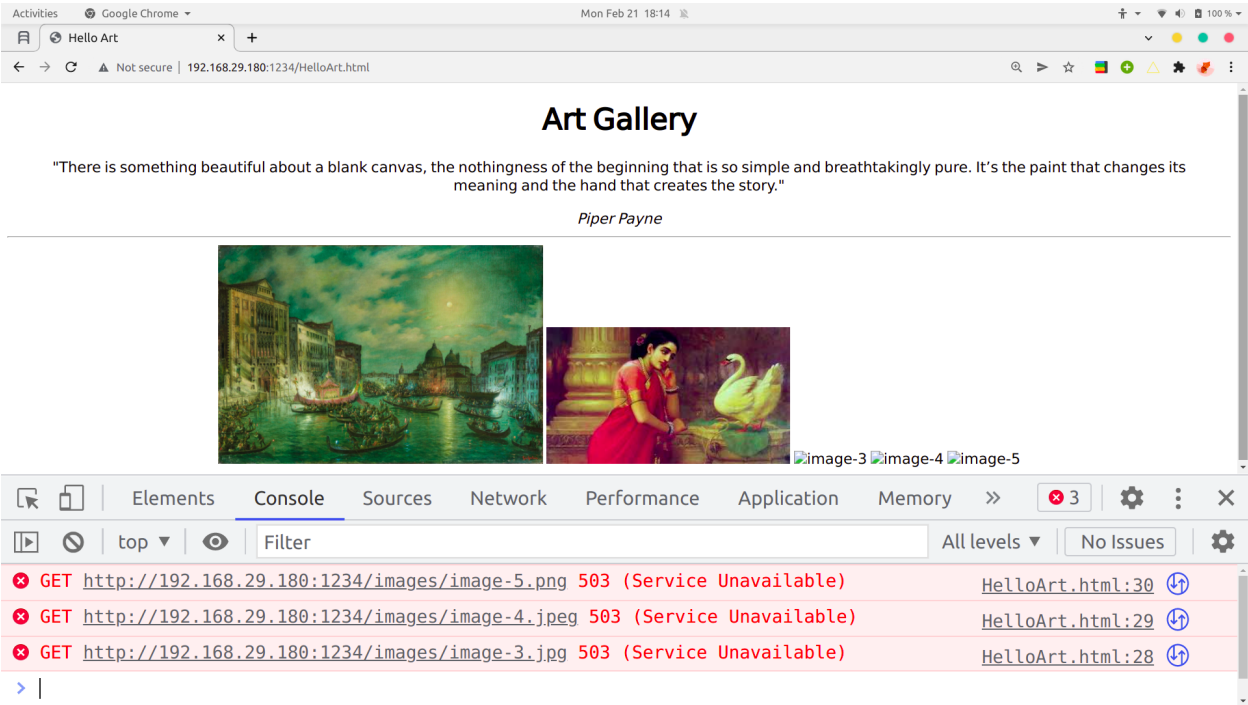 Activities Google Chrome Mon Feb 21 18:14 100 %
Hello Art
Not secure | 192.168.29.180:1234/HelloArt.html
Art Gallery
"There is something beautiful about a blank canvas, the nothingness of the beginning that is so simple and breathtakingly pure. It’s the paint that changes its
meaning and the hand that creates the story."
Piper Payne
image-3 image-4 image-5
Elements Console Sources Network Performance Application Memory 3
top Filter All levels No Issues
GET http://192.168.29.180:1234/images/image-5.png 503 (Service Unavailable) HelloArt.html:30
GET http://192.168.29.180:1234/images/image-4.jpeg 503 (Service Unavailable) HelloArt.html:29
GET http://192.168.29.180:1234/images/image-3.jpg 503 (Service Unavailable) HelloArt.html:28